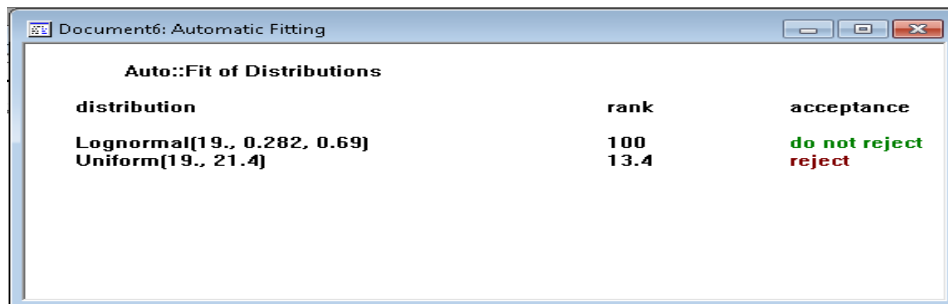 Document6: Automatic Fitting
Auto::Fit of Distributions
distribution rank acceptance
Lognormal(19., 0.282, 0.69) 100 do not reject
Uniform(19., 21.4) 13.4 reject